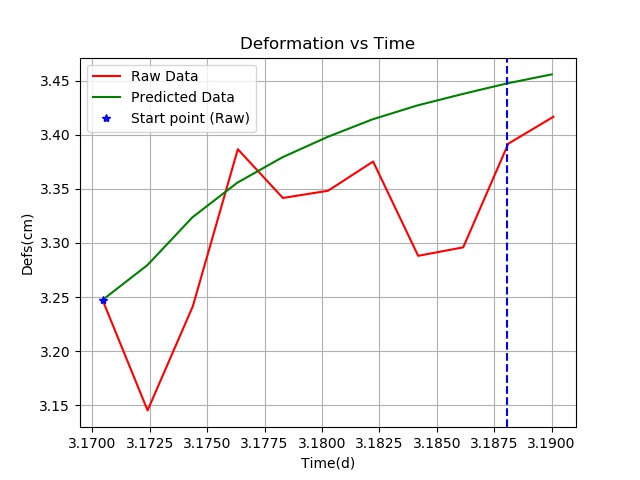 Deformation vs Time
Raw Data
Predicted Data
Start point (Raw)
Defs(cm)
3.45
3.40
3.35
3.30
3.25
3.20
3.15
3.1700 3.1725 3.1750 3.1775 3.1800 3.1825 3.1850 3.1875 3.1900
Time(d)